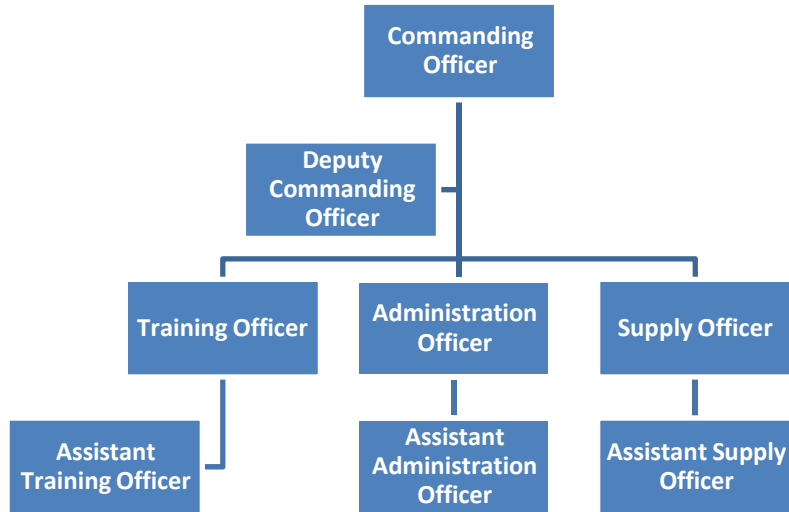 Commanding
Officer
Deputy
Commanding
Officer
Training Officer
Administration
Officer
Supply Officer
Assistant
Training Officer
Assistant
Administration
Officer
Assistant Supply
Officer